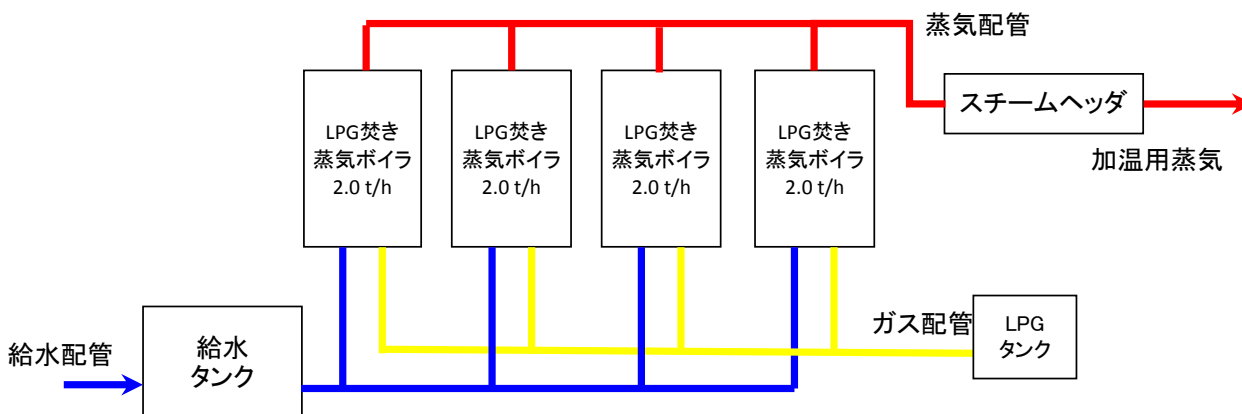 蒸気配管
LPG焚き
蒸気ボイラ
2.0 t/h
LPG焚き
蒸気ボイラ
2.0 t/h
LPG焚き
蒸気ボイラ
2.0 t/h
LPG焚き
蒸気ボイラ
2.0 t/h
スチームヘッダ
加温用蒸気
給水配管
給水
タンク
ガス配管
LPG
タンク